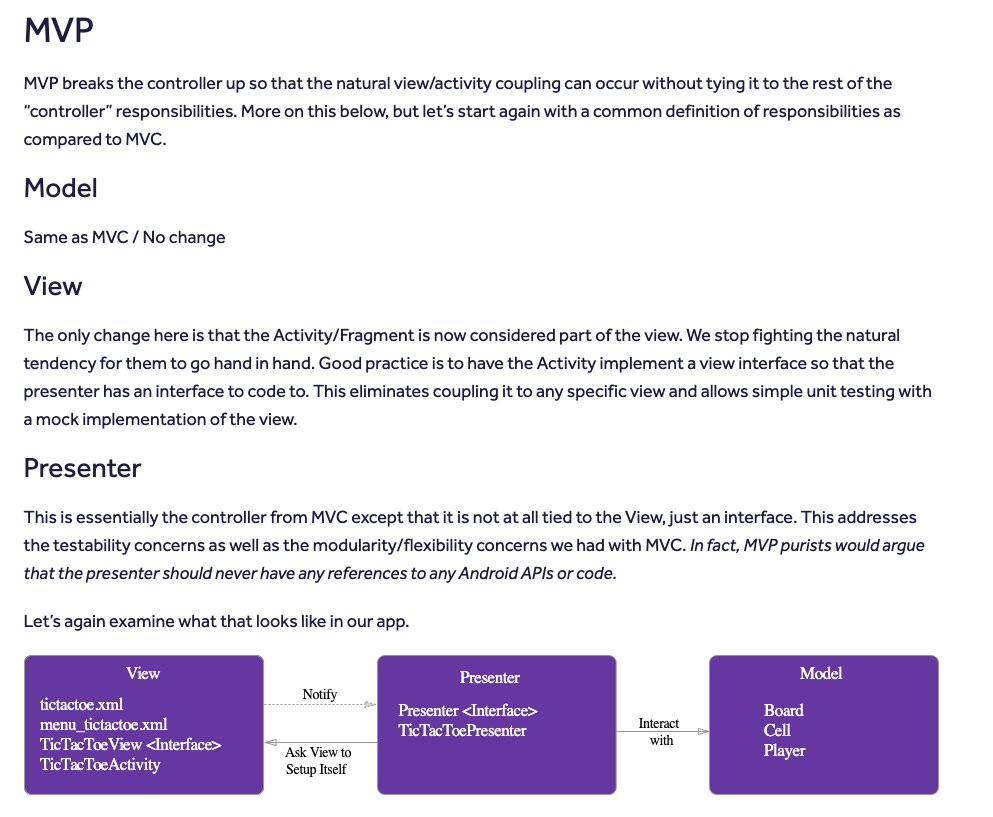 MVP
MVP breaks the controller up so that the natural view/activity coupling can occur without tying it to the rest of the
“controller” responsibilities. More on this below, but let’s start again with a common definition of responsibilities as
compared to MVC.
Model
Same as MVC / No change
View
The only change here is that the Activity/Fragment is now considered part of the view. We stop fighting the natural
tendency for them to go hand in hand. Good practice is to have the Activity implement a view interface so that the
presenter has an interface to code to. This eliminates coupling it to any specific view and allows simple unit testing with
a mock implementation of the view.
Presenter
This is essentially the controller from MVC except that it is not at all tied to the View, just an interface. This addresses
the testability concerns as well as the modularity/flexibility concerns we had with MVC. In fact, MVP purists would argue
that the presenter should never have any references to any Android APIs or code.
Let’s again examine what that looks like in our app.
View
tictactoe.xml
menu_tictactoe.xml
TicTacToeView <Interface>
TicTacToeActivity
Notify
Ask View to
Setup Itself
Presenter
Presenter <Interface>
TicTacToePresenter
Interact
with
Model
Board
Cell
Player